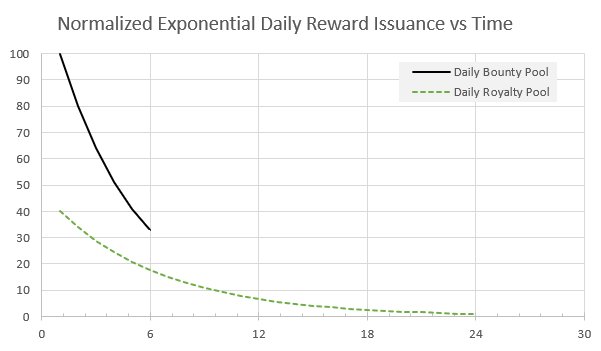 Normalized Exponential Daily Reward Issuance vs Time
100
90
80
70
60
50
40
30
20
10
0
Daily Bounty Pool
Daily Royalty Pool
0 6 12 18 24 30